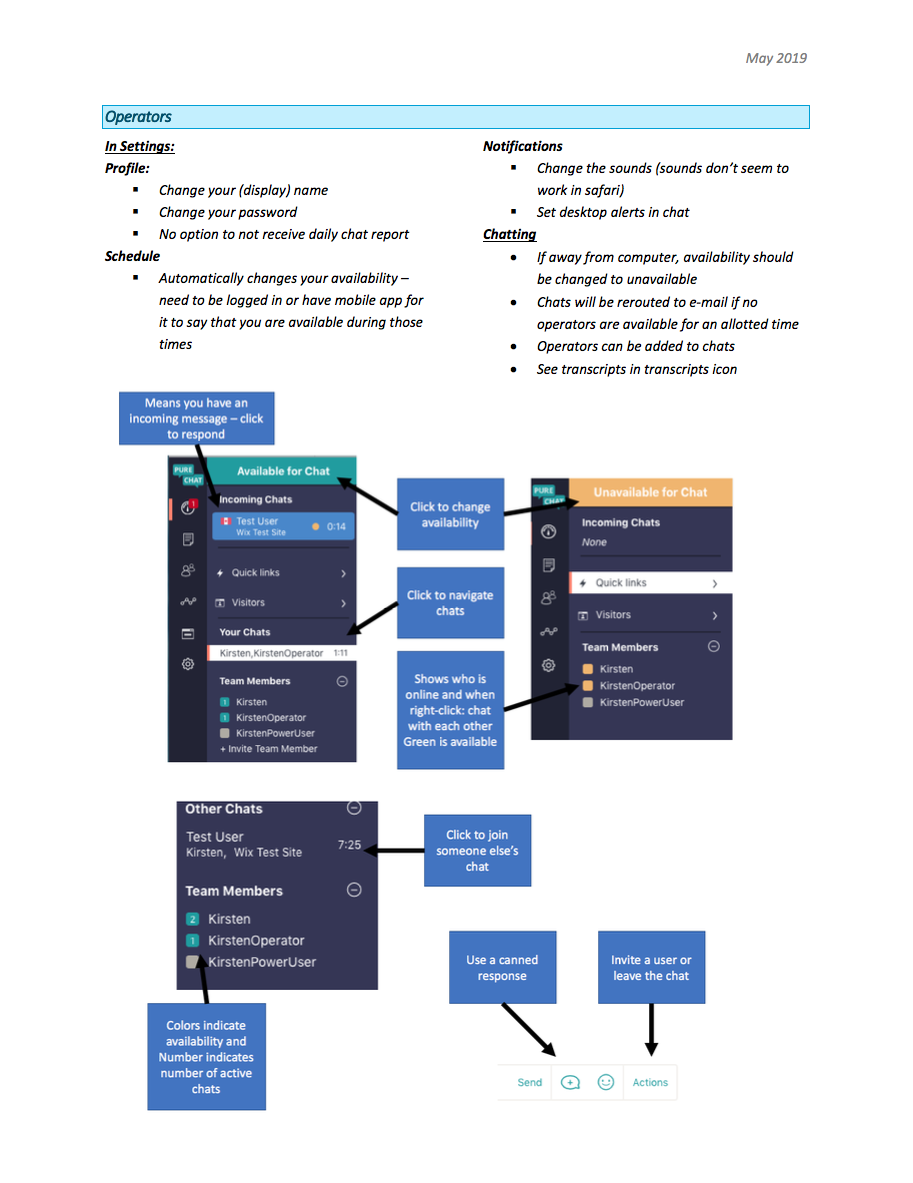 May 2019
Operators
In Settings:
Profile:
▪ Change your (display) name
▪ Change your password
▪ No option to not receive daily chat report
Schedule
▪ Automatically changes your availability –
need to be logged in or have mobile app for
it to say that you are available during those
times
Notifications
▪ Change the sounds (sounds don’t seem to
work in safari)
▪ Set desktop alerts in chat
Chatting
• If away from computer, availability should
be changed to unavailable
• Chats will be rerouted to e-mail if no
operators are available for an allotted time
• Operators can be added to chats
• See transcripts in transcripts icon
Means you have an
incoming message – click
to respond
PURE
CHAT
1
Available for Chat
Incoming Chats
Test User
Wix Test Site
0:14
Quick links
Visitors
Your Chats
Kirsten,KirstenOperator 1:11
Team Members
1 Kirsten
1 KirstenOperator
KirstenPowerUser
+ Invite Team Member
Click to change
availability
Click to navigate
chats
Shows who is
online and when
right-click: chat
with each other
Green is available
PURE
CHAT
Unavailable for Chat
Incoming Chats
None
Quick links
Visitors
Team Members
Kirsten
KirstenOperator
KirstenPowerUser
Other Chats
Test User
Kirsten, Wix Test Site
7:25
Team Members
2 Kirsten
1 KirstenOperator
KirstenPowerUser
Click to join
someone else’s
chat
Colors indicate
availability and
Number indicates
number of active
chats
Use a canned
response
Invite a user or
leave the chat
Send
Actions